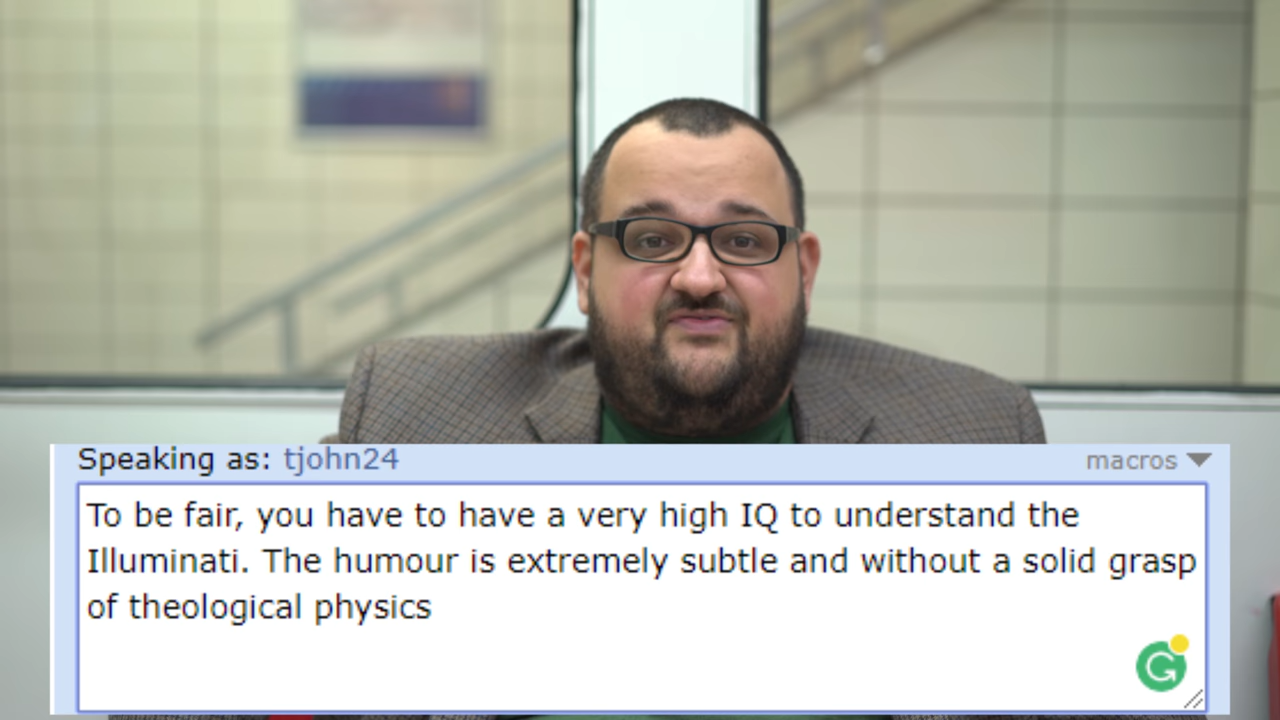 Speaking as: tjohn24
macros
To be fair, you have to have a very high IQ to understand the
Illuminati. The humour is extremely subtle and without a solid grasp
of theological physics